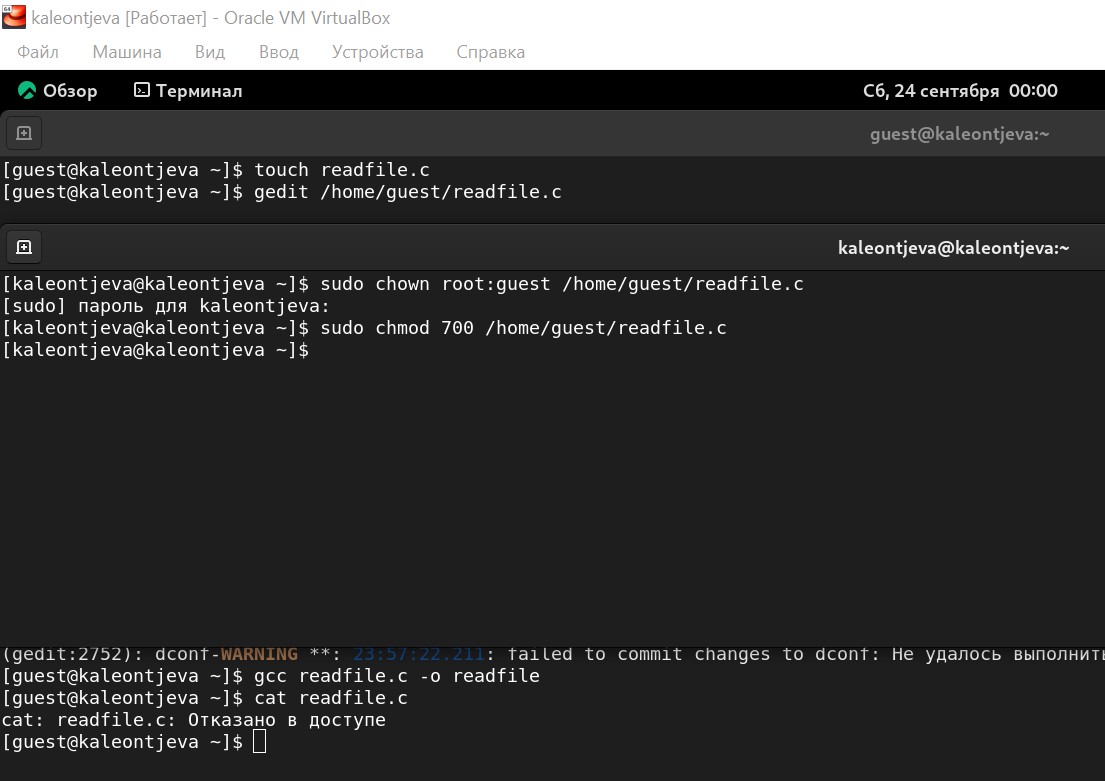 64
kaleontjeva [Работает] - Oracle VM VirtualBox
Файл Машина Вид Ввод Устройства Справка
Обзор Терминал Сб, 24 сентября 00:00
guest@kaleontjeva:~
[guest@kaleontjeva ~]$ touch readfile.c
[guest@kaleontjeva ~]$ gedit /home/guest/readfile.c
kaleontjeva@kaleontjeva:~
[kaleontjeva@kaleontjeva ~]$ sudo chown root:guest /home/guest/readfile.c
[sudo] пароль для kaleontjeva:
[kaleontjeva@kaleontjeva ~]$ sudo chmod 700 /home/guest/readfile.c
[kaleontjeva@kaleontjeva ~]$
(gedit:2752): dconf-WARNING **: 23:57:22.211: failed to commit changes to dconf: Не удалось выполнить
[guest@kaleontjeva ~]$ gcc readfile.c -o readfile
[guest@kaleontjeva ~]$ cat readfile.c
cat: readfile.c: Отказано в доступе
[guest@kaleontjeva ~]$